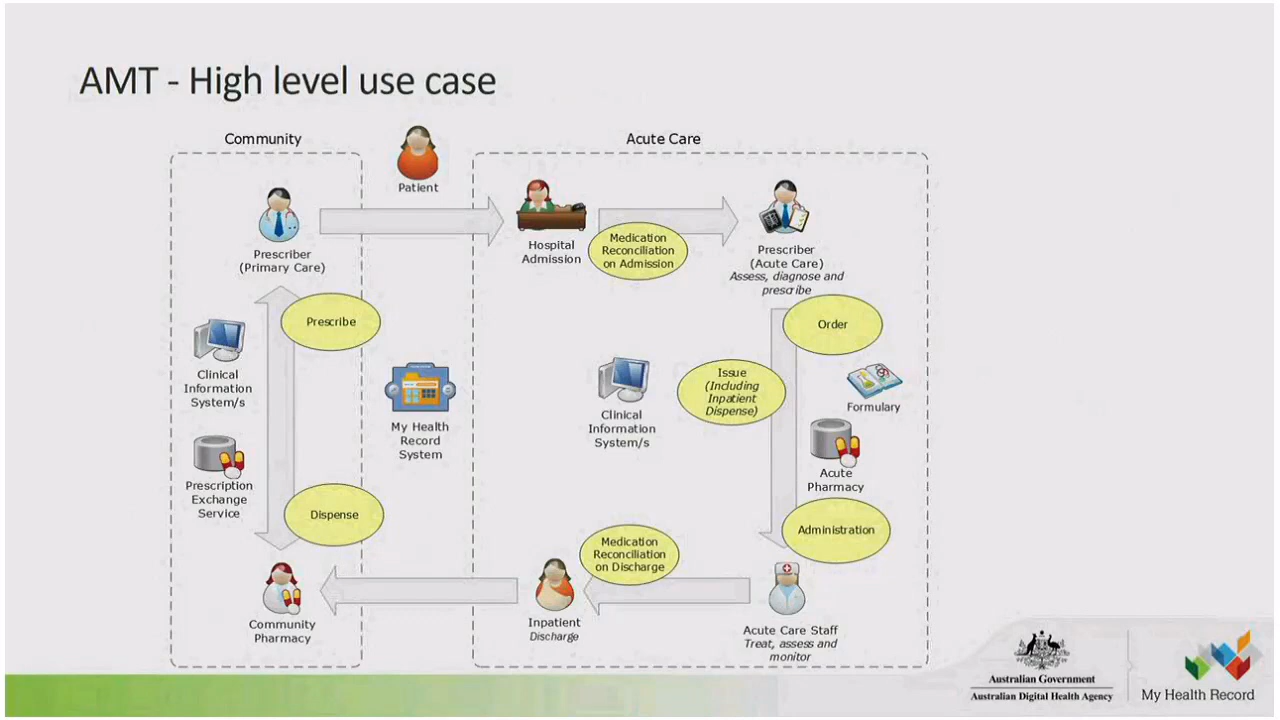 AMT - High level use case
Community
Acute Care
Patient
Prescriber
(Primary Care)
Hospital
Admission
Medication
Reconciliation
on Admission
Prescriber
(Acute Care)
Assess, diagnose and
prescribe
Prescribe
Order
Clinical
Information
System/s
My Health
Record
System
Clinical
Information
System/s
Issue
(Including
Inpatient
Dispense)
Formulary
Prescription
Exchange
Service
Acute
Pharmacy
Dispense
Administration
Medication
Reconciliation
on Discharge
Community
Pharmacy
Inpatient
Discharge
Acute Care Staff
Treat, assess and
monitor
Australian Government
Australian Digital Health Agency
My Health Record